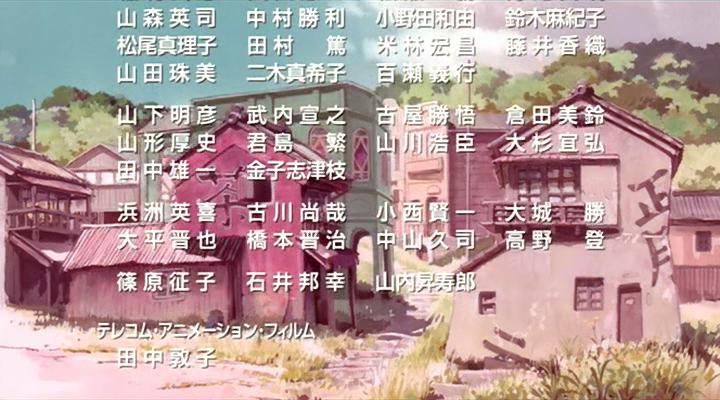 山森英司 中村勝利 小野田和由 鈴木麻紀子
松尾真理子 田村篤 米林宏昌 藤井香織
山田珠美 二木真希子 百瀬義行
山下明彦 武内宣之 古屋勝悟 倉田美鈴
山形厚史 君島繁 山川浩臣 大杉宜弘
田中雄一 金子志津枝
浜洲英喜 古川尚哉 小西賢一 大城勝
大平晋也 橋本晋治 中山久司 高野登
篠原征子 石井邦幸 山内昇寿郎
テレコム・アニメーション・フィルム
田中敦子
正月